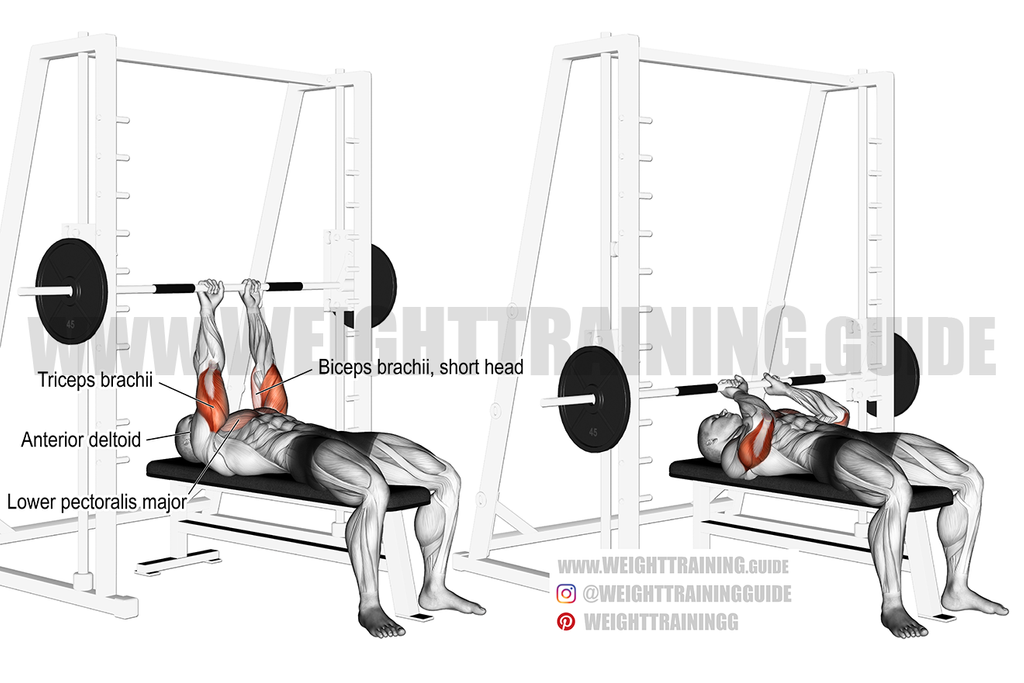 45
WWW.WEIGHTTRAINING.GUIDE
Triceps brachii
Biceps brachii, short head
Anterior deltoid
Lower pectoralis major
45
WWW.WEIGHTTRAINING.GUIDE
@WEIGHTTRAININGGUIDE
WEIGHTTRAININGG